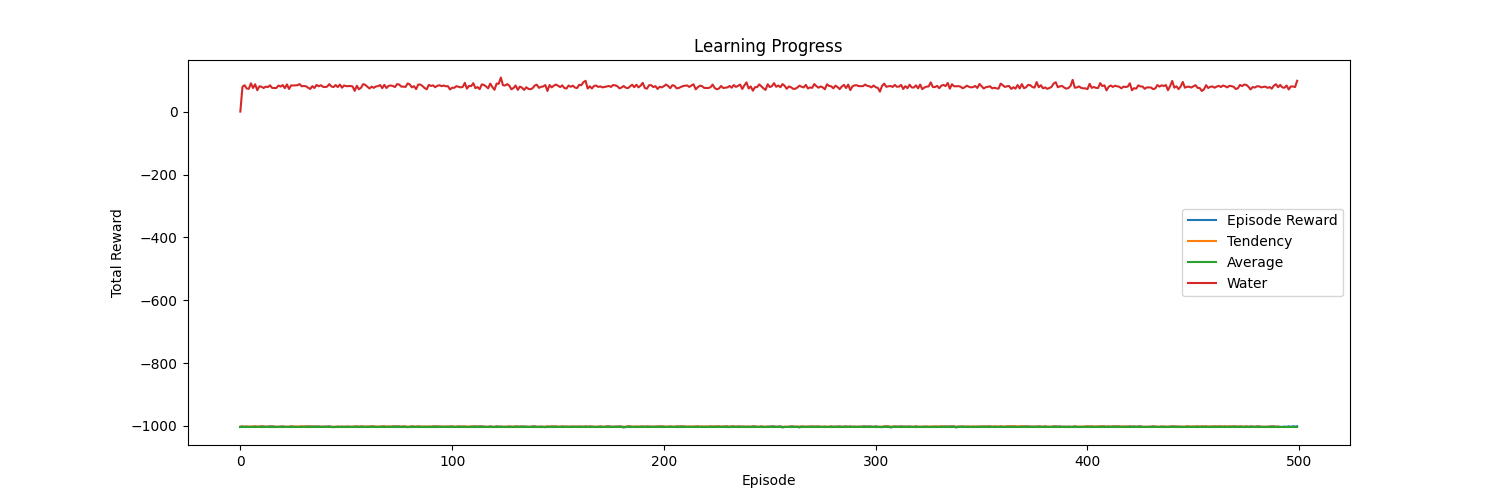 Learning Progress
Total Reward
0
−200
−400
−600
−800
−1000
Episode Reward
Tendency
Average
Water
0 100 200 300 400 500
Episode